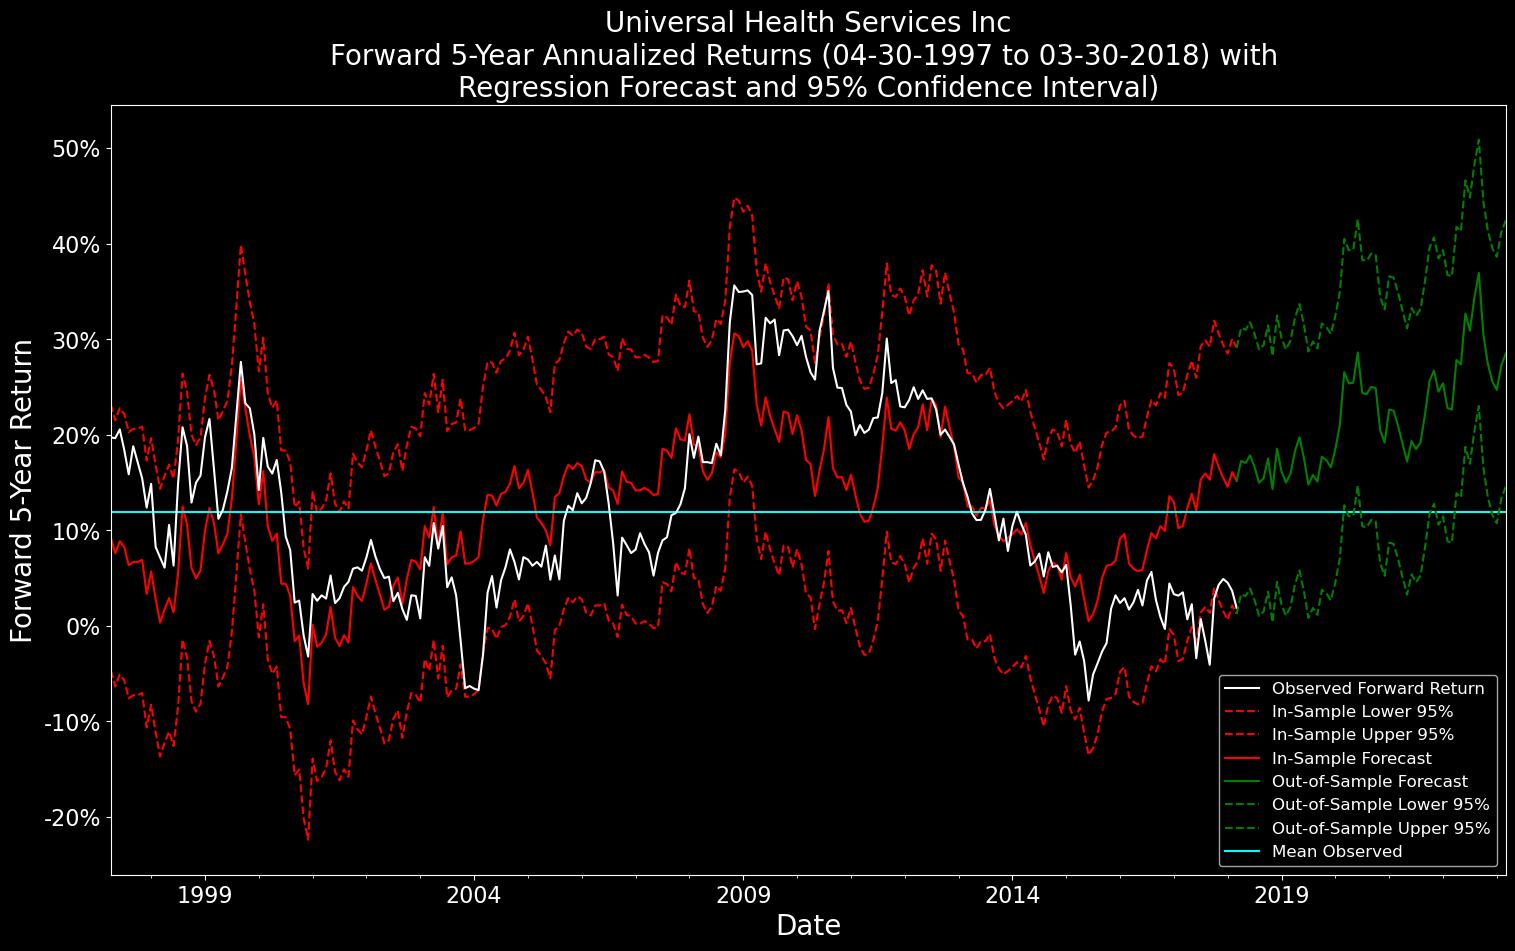 Universal Health Services Inc
Forward 5-Year Annualized Returns (04-30-1997 to 03-30-2018) with
Regression Forecast and 95% Confidence Interval)
Forward 5-Year Return
50%
40%
30%
20%
10%
0%
-10%
-20%
Observed Forward Return
In-Sample Lower 95%
In-Sample Upper 95%
In-Sample Forecast
Out-of-Sample Forecast
Out-of-Sample Lower 95%
Out-of-Sample Upper 95%
Mean Observed
1999 2004 2009 2014 2019
Date